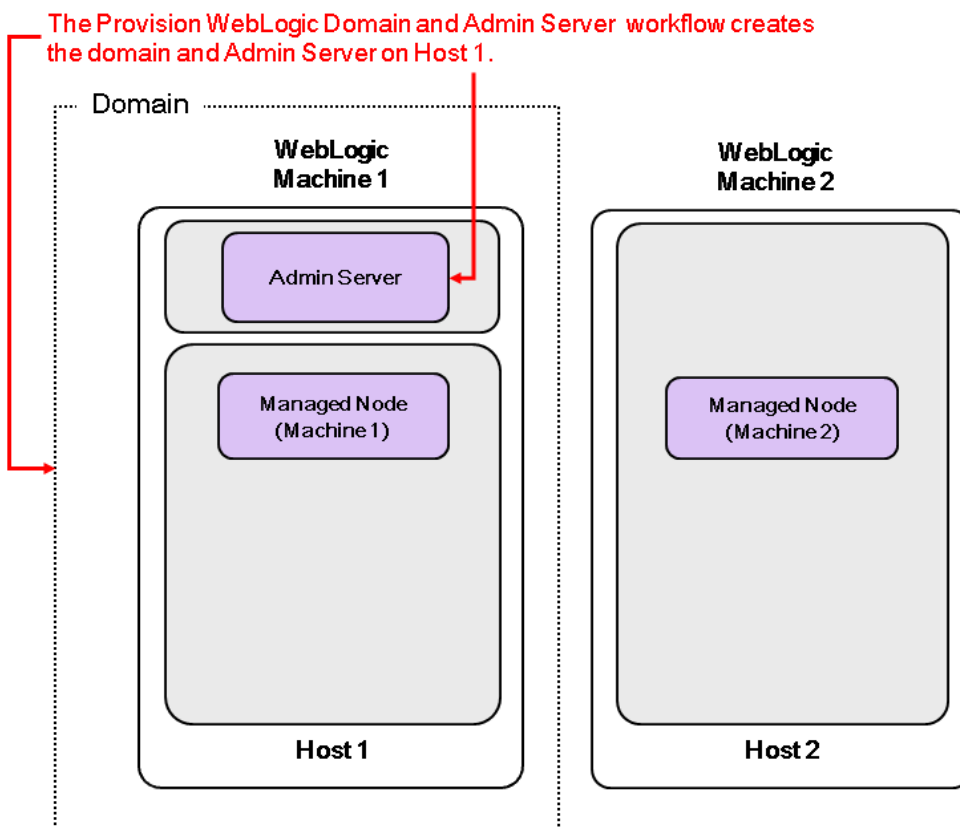 The Provision WebLogic Domain and Admin Server workflow creates
the domain and Admin Server on Host 1.
Domain
WebLogic
Machine 1
WebLogic
Machine 2
Admin Server
Managed Node
(Machine 1)
Managed Node
(Machine 2)
Host 1
Host 2